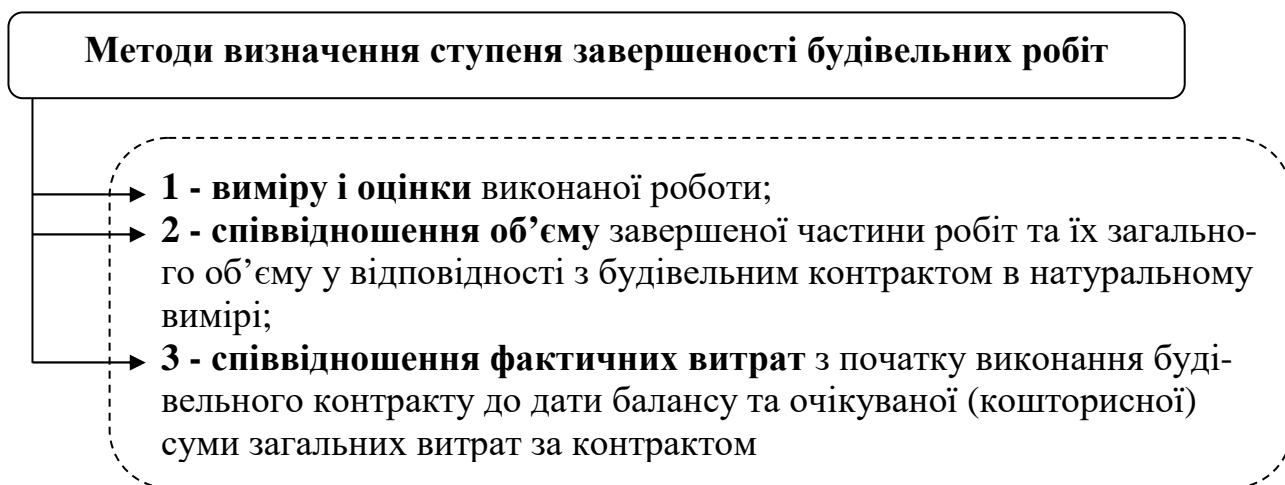 Методи визначення ступеня завершеності будівельних робіт
1 - виміру і оцінки виконаної роботи;
2 - співвідношення об’єму завершеної частини робіт та їх загально-
го об’єму у відповідності з будівельним контрактом в натуральному
вимірі;
3 - співвідношення фактичних витрат з початку виконання буді-
вельного контракту до дати балансу та очікуваної (кошторисної)
суми загальних витрат за контрактом